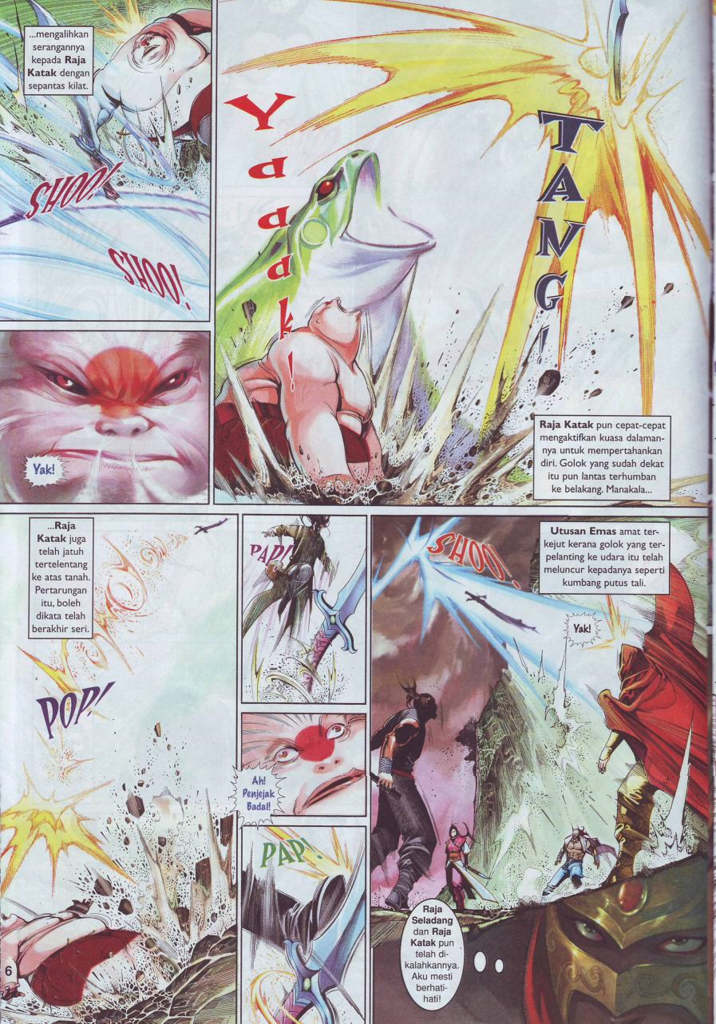 ...mengalihkan
serangannya
kepada Raja
Katak dengan
sepantas kilat.
SHOO!
SHOO!
Yaaak!
TANG!
Yak!
Raja Katak pun cepat-cepat
mengaktifkan kuasa dalaman-
nya untuk mempertahankan
diri. Golok yang sudah dekat
itu pun lantas terhumban
ke belakang. Manakala...
...Raja
Katak juga
telah jatuh
tertelentang
ke atas tanah.
Pertarungan
itu, boleh
dikata telah
berakhir seri.
POP!
PAP!
Ah!
Penjejak
Badai!
PAP!
SHOO!
Utusan Emas amat ter-
kejut kerana golok yang ter-
pelanting ke udara itu telah
meluncur kepadanya seperti
kumbang putus tali.
Yak!
Raja
Seladang
dan Raja
Katak pun
telah di-
kalahkannya.
Aku mesti
berhati-
hati!
6